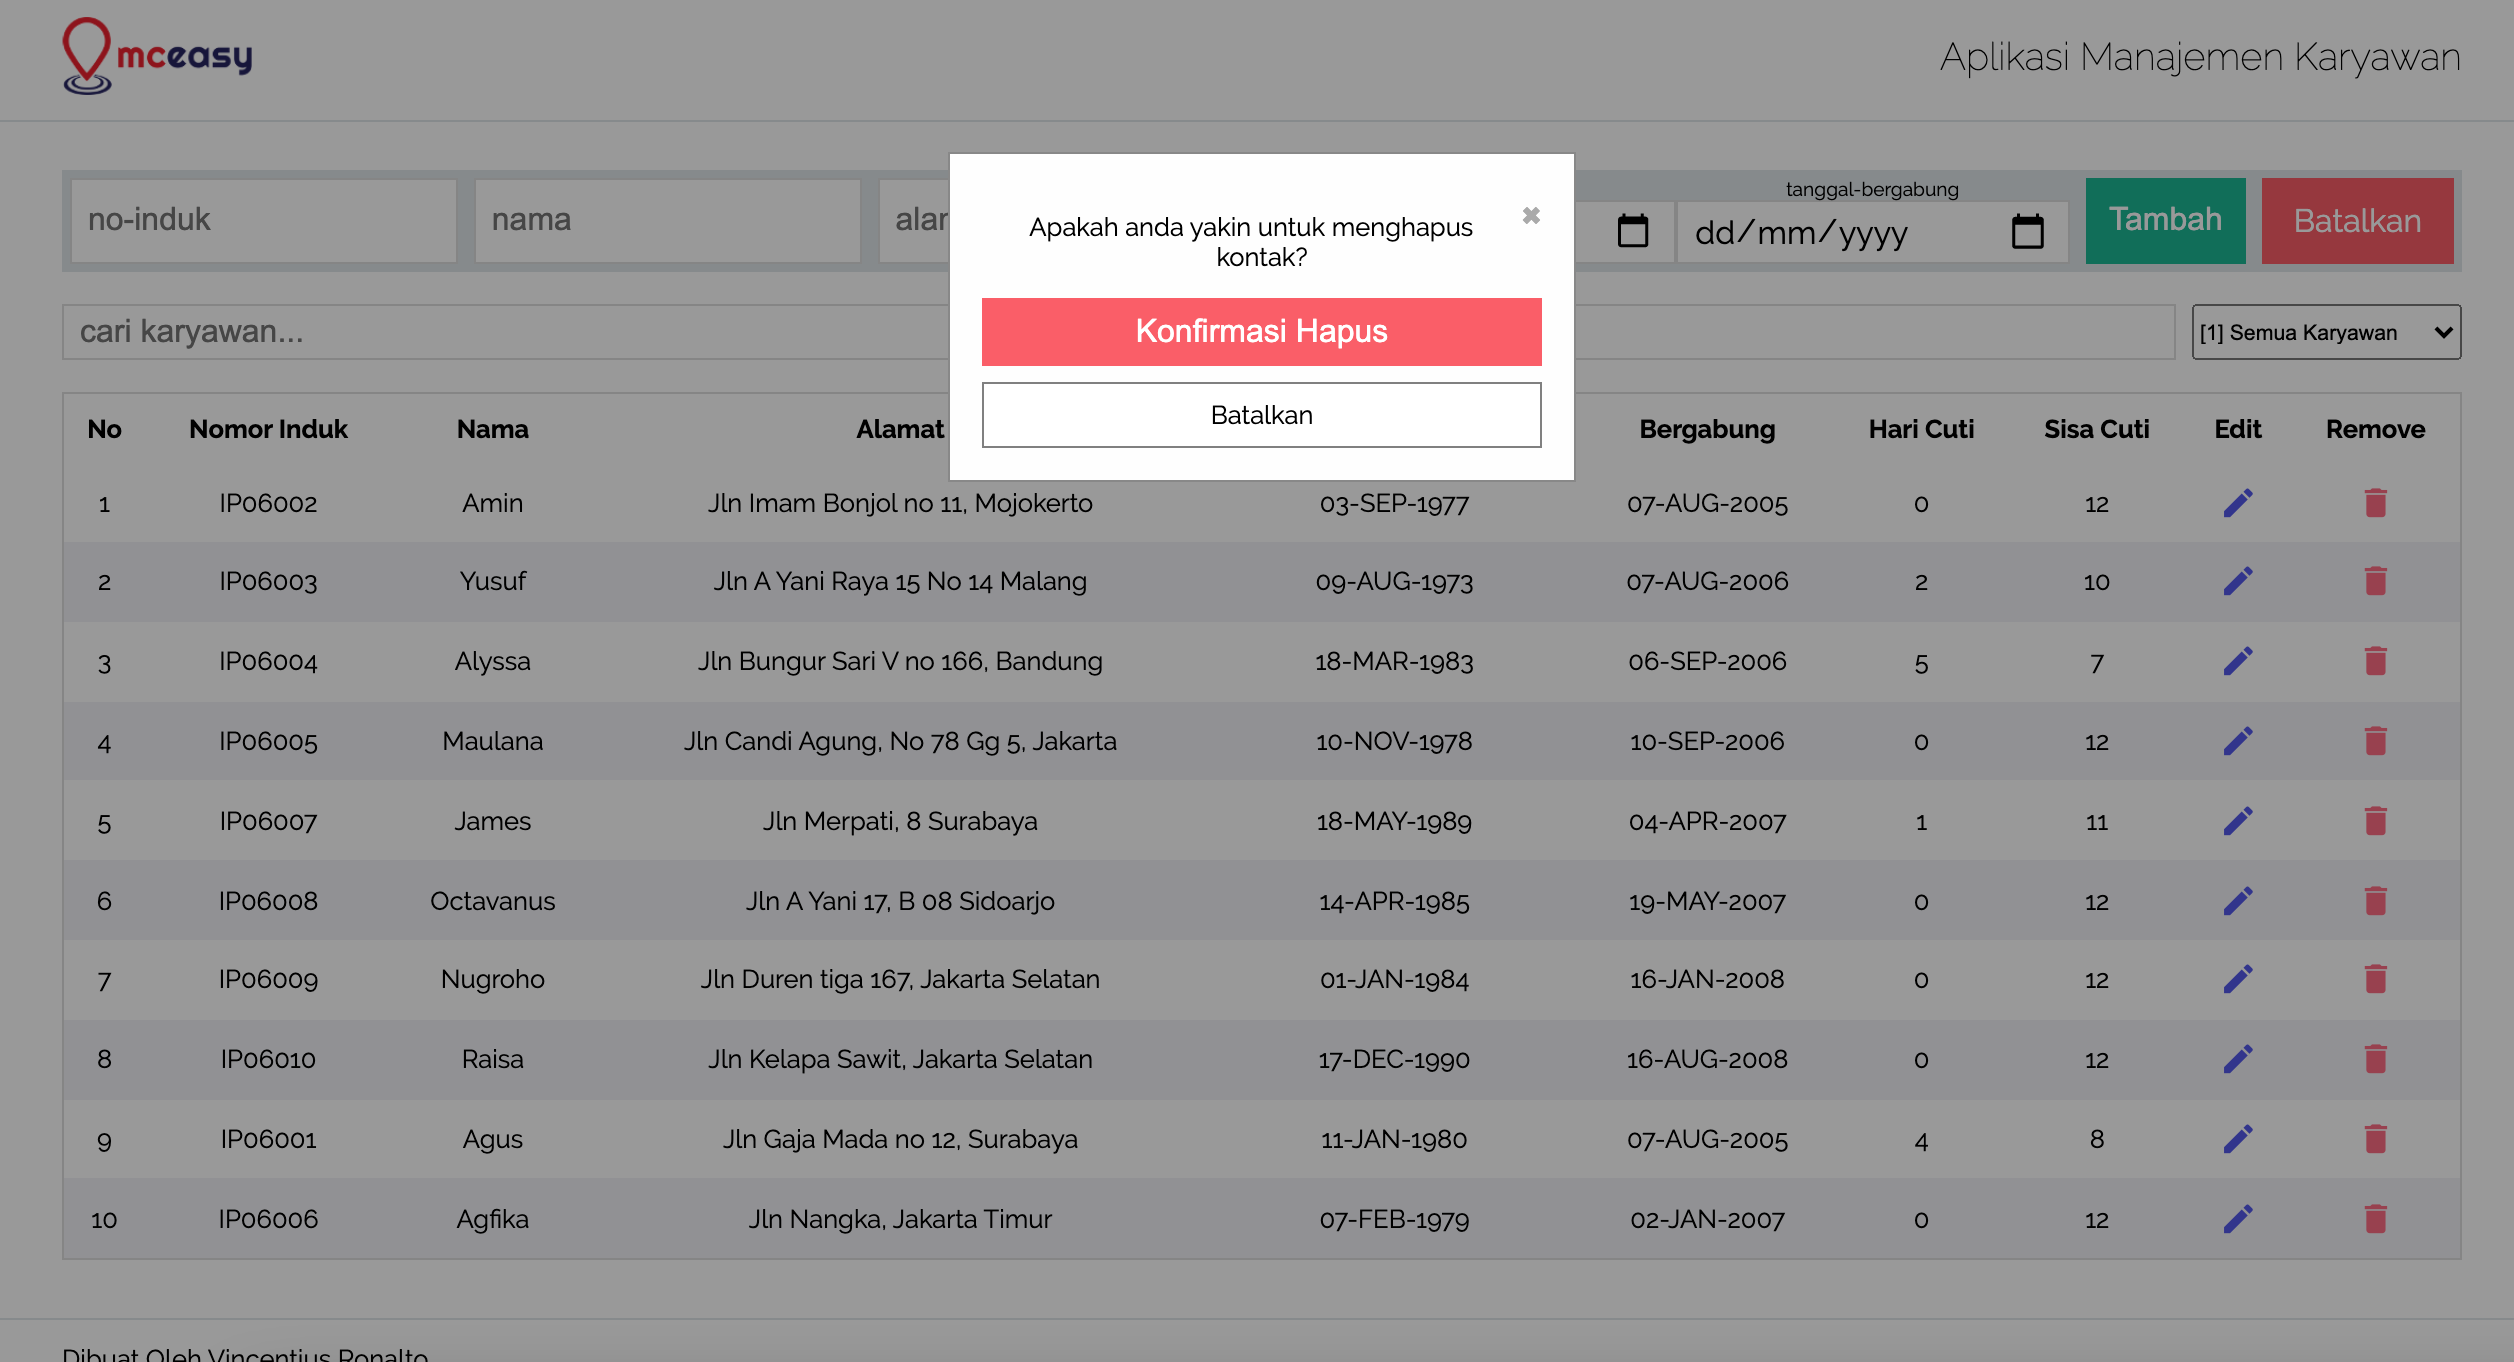 mceasy
Aplikasi Manajemen Karyawan
no-induk
nama
alar
tanggal-bergabung
dd/mm/yyyy
Tambah
Batalkan
Apakah anda yakin untuk menghapus
kontak?
✖
Konfirmasi Hapus
Batalkan
cari karyawan...
[1] Semua Karyawan
No Nomor Induk Nama Alamat Bergabung Hari Cuti Sisa Cuti Edit Remove
1 IP06002 Amin Jln Imam Bonjol no 11, Mojokerto 03-SEP-1977 07-AUG-2005 0 12
2 IP06003 Yusuf Jln A Yani Raya 15 No 14 Malang 09-AUG-1973 07-AUG-2006 2 10
3 IP06004 Alyssa Jln Bungur Sari V no 166, Bandung 18-MAR-1983 06-SEP-2006 5 7
4 IP06005 Maulana Jln Candi Agung, No 78 Gg 5, Jakarta 10-NOV-1978 10-SEP-2006 0 12
5 IP06007 James Jln Merpati, 8 Surabaya 18-MAY-1989 04-APR-2007 1 11
6 IP06008 Octavanus Jln A Yani 17, B 08 Sidoarjo 14-APR-1985 19-MAY-2007 0 12
7 IP06009 Nugroho Jln Duren tiga 167, Jakarta Selatan 01-JAN-1984 16-JAN-2008 0 12
8 IP06010 Raisa Jln Kelapa Sawit, Jakarta Selatan 17-DEC-1990 16-AUG-2008 0 12
9 IP06001 Agus Jln Gaja Mada no 12, Surabaya 11-JAN-1980 07-AUG-2005 4 8
10 IP06006 Agfika Jln Nangka, Jakarta Timur 07-FEB-1979 02-JAN-2007 0 12
Dibuat Oleh Vincentius Ronalto